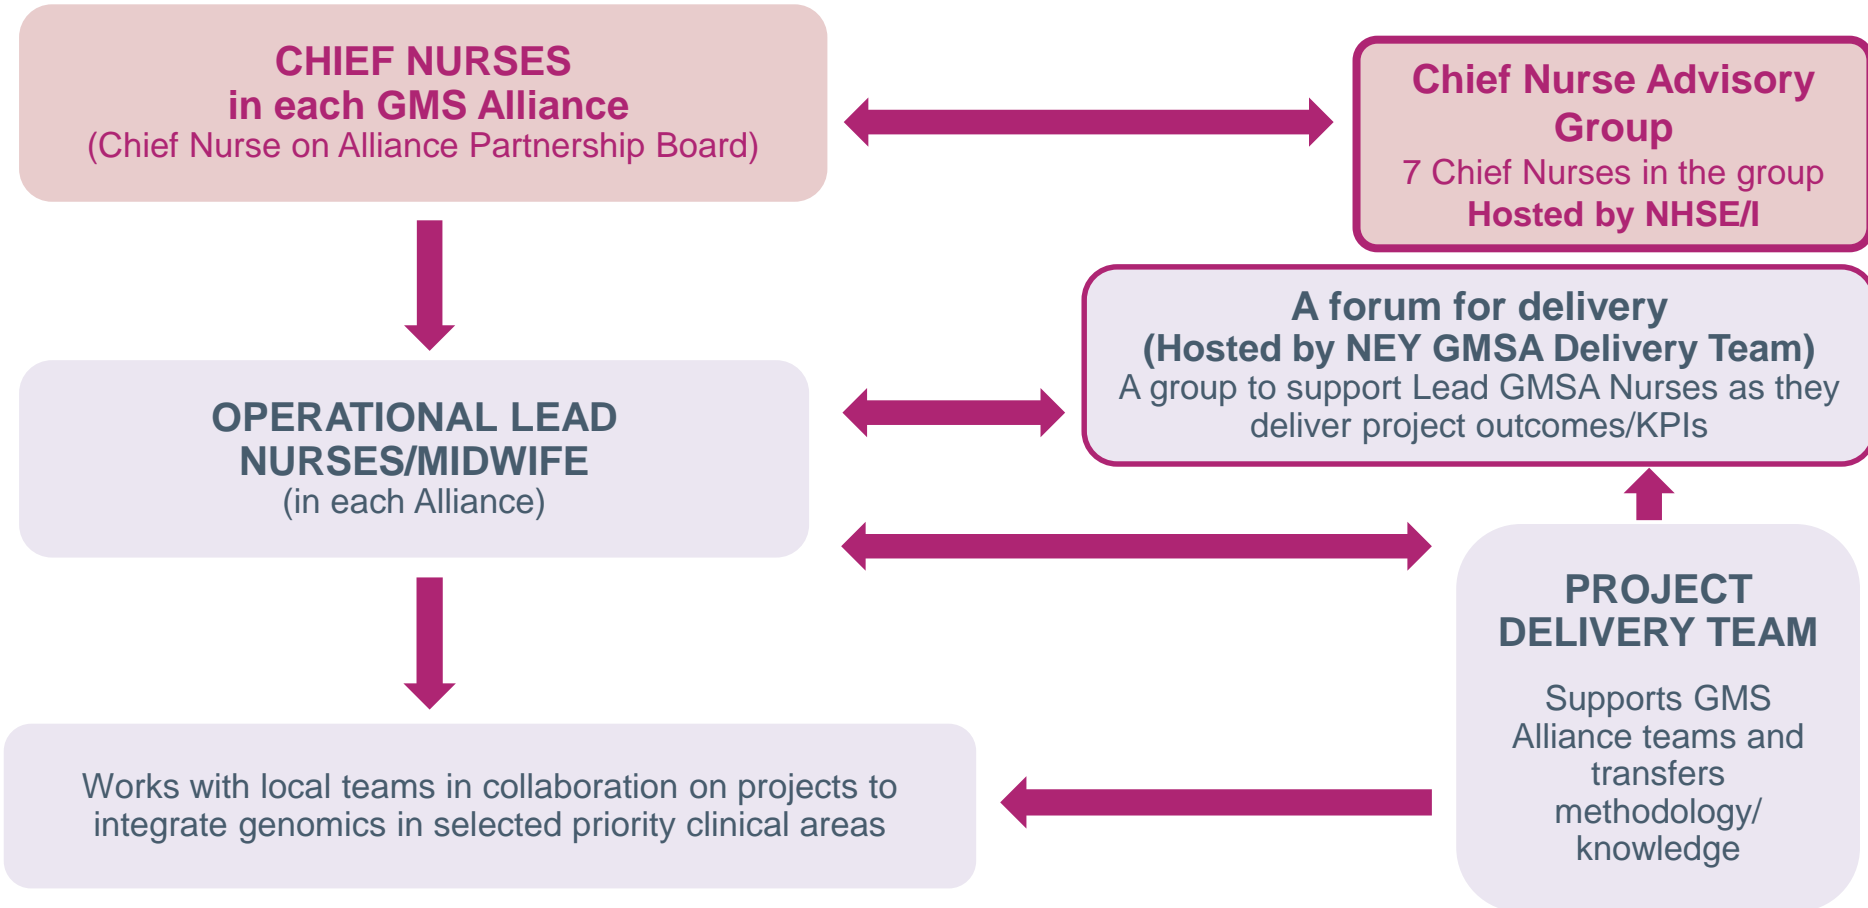 CHIEF NURSES
in each GMS Alliance
(Chief Nurse on Alliance Partnership Board)
Chief Nurse Advisory
Group
7 Chief Nurses in the group
Hosted by NHSE/I
A forum for delivery
(Hosted by NEY GMSA Delivery Team)
A group to support Lead GMSA Nurses as they
deliver project outcomes/KPIs
OPERATIONAL LEAD
NURSES/MIDWIFE
(in each Alliance)
PROJECT
DELIVERY TEAM
Supports GMS
Alliance teams and
transfers
methodology/
knowledge
Works with local teams in collaboration on projects to
integrate genomics in selected priority clinical areas